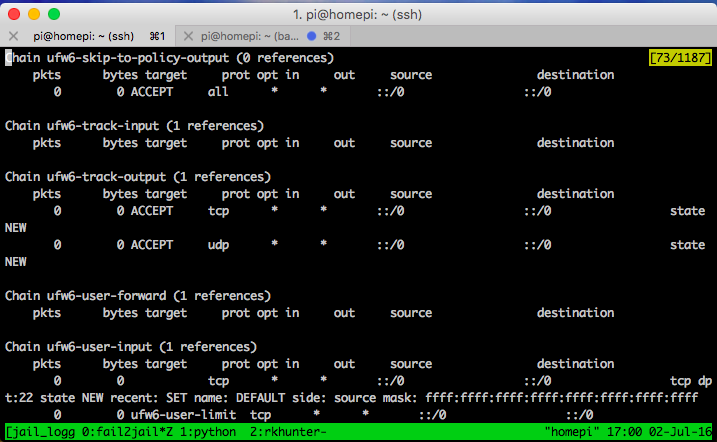 1. pi@homepi: ~ (ssh)
pi@homepi: ~ (ssh) ⌘1 pi@homepi: ~ (ba... ⌘2
Chain ufw6-skip-to-policy-output (0 references) [73/1187]
pkts bytes target prot opt in out source destination
0 0 ACCEPT all * * ::/0 ::/0
Chain ufw6-track-input (1 references)
pkts bytes target prot opt in out source destination
Chain ufw6-track-output (1 references)
pkts bytes target prot opt in out source destination
0 0 ACCEPT tcp * * ::/0 ::/0 state
NEW
0 0 ACCEPT udp * * ::/0 ::/0 state
NEW
Chain ufw6-user-forward (1 references)
pkts bytes target prot opt in out source destination
Chain ufw6-user-input (1 references)
pkts bytes target prot opt in out source destination
0 0 tcp * * ::/0 ::/0 tcp dp
t:22 state NEW recent: SET name: DEFAULT side: source mask: ffff:ffff:ffff:ffff:ffff:ffff:ffff:ffff
0 0 ufw6-user-limit tcp * * ::/0 ::/0
[jail_logg 0:fail2jail*Z 1:python 2:rkhunter- "homepi" 17:00 02-Jul-16